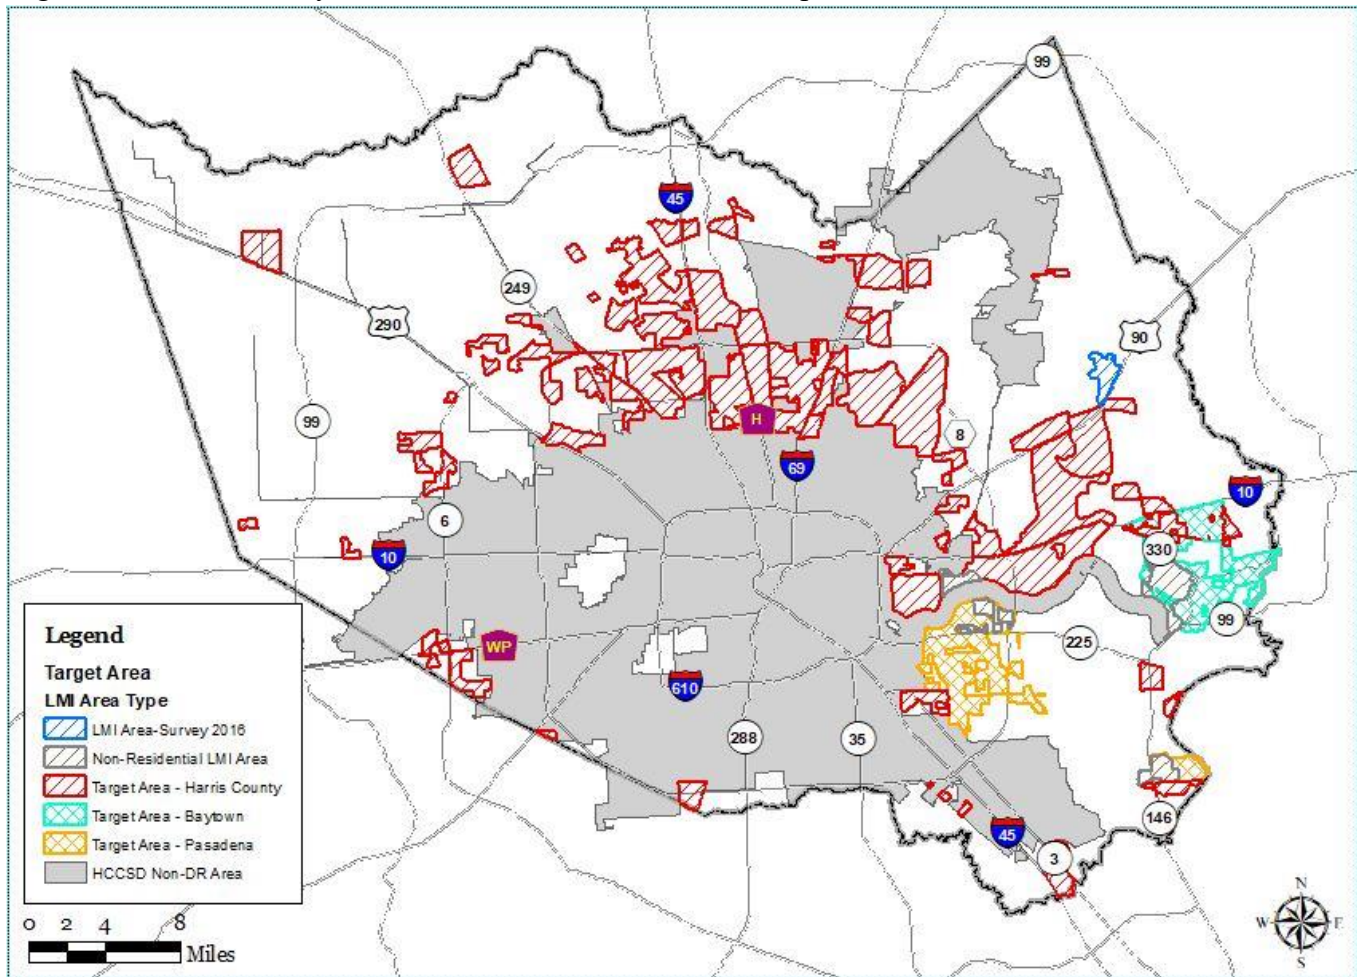 99
45
249
290
90
99
H
8
69
6
10
10
330
99
WP
225
610
288
35
146
45
3
Legend
Target Area
LMI Area Type
LMI Area-Survey 2016
Non-Residential LMI Area
Target Area - Harris County
Target Area - Baytown
Target Area - Pasadena
HCCSD Non-DR Area
0 2 4 8
Miles
N
W E
S